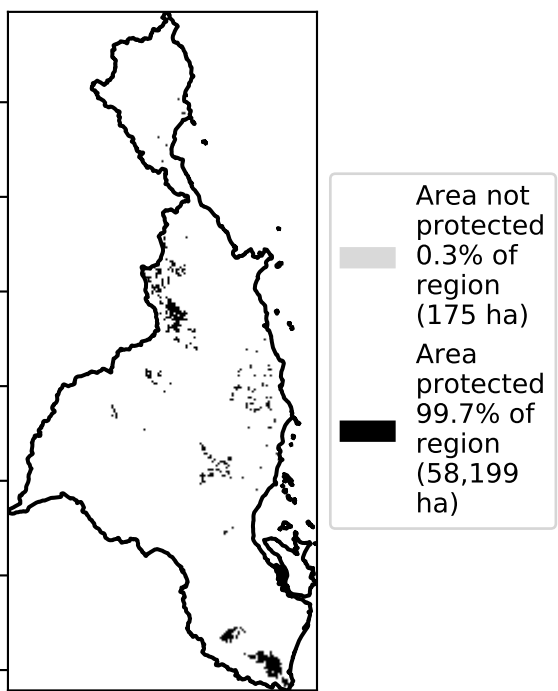 Area not
protected
0.3% of
region
(175 ha)
Area
protected
99.7% of
region
(58,199
ha)